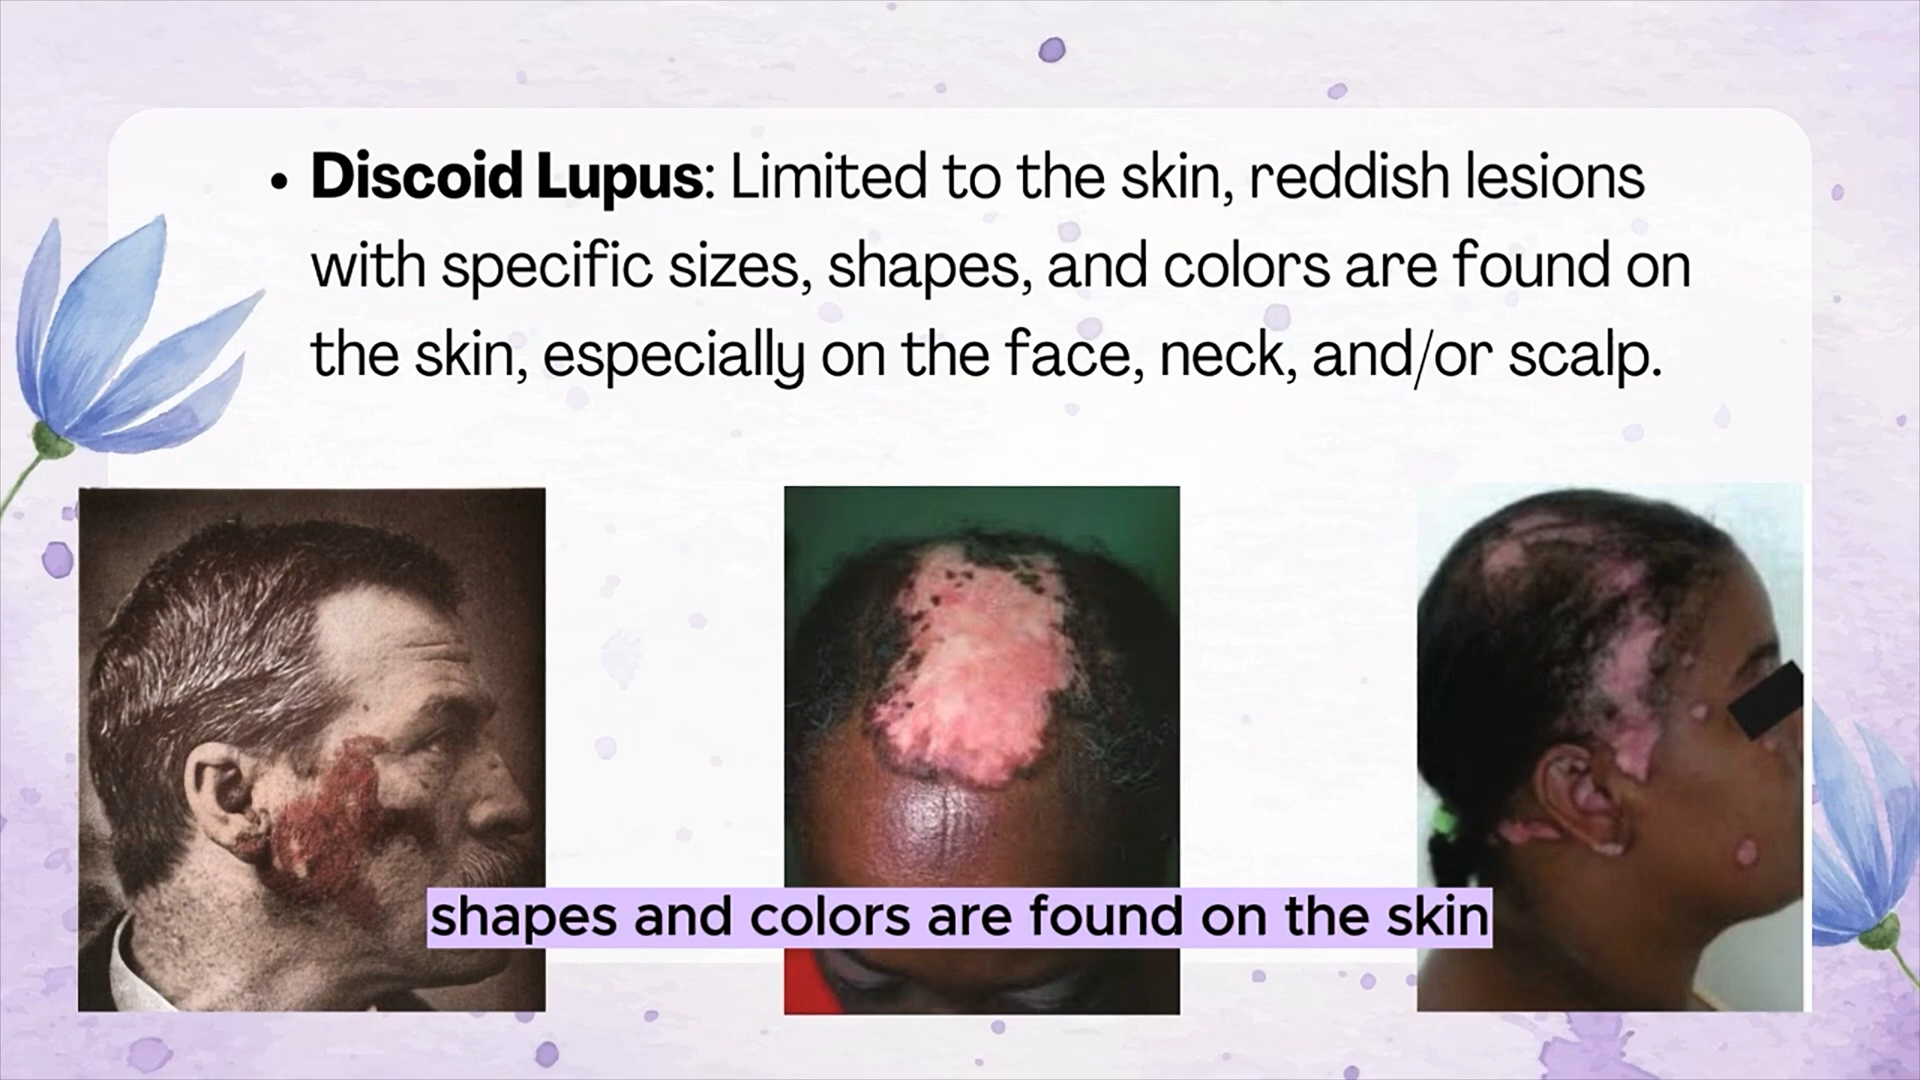 • Discoid Lupus: Limited to the skin, reddish lesions
with specific sizes, shapes, and colors are found on
the skin, especially on the face, neck, and/or scalp.
shapes and colors are found on the skin